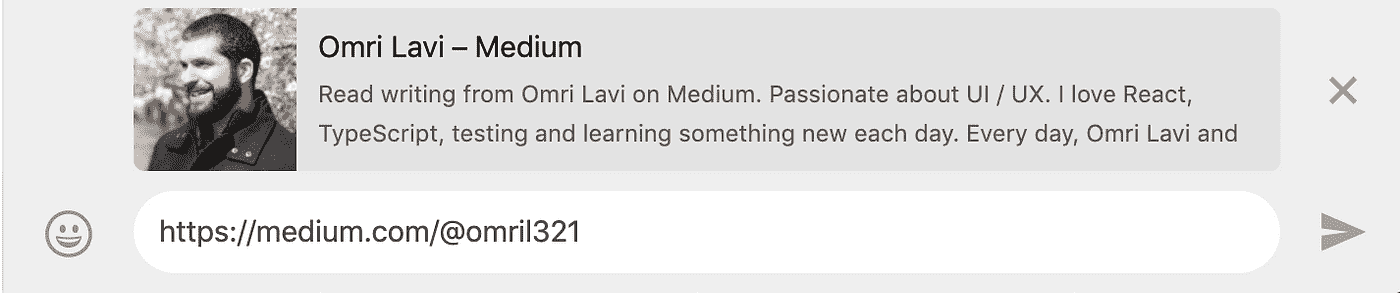 Omri Lavi – Medium
Read writing from Omri Lavi on Medium. Passionate about UI / UX. I love React,
TypeScript, testing and learning something new each day. Every day, Omri Lavi and
https://medium.com/@omril321